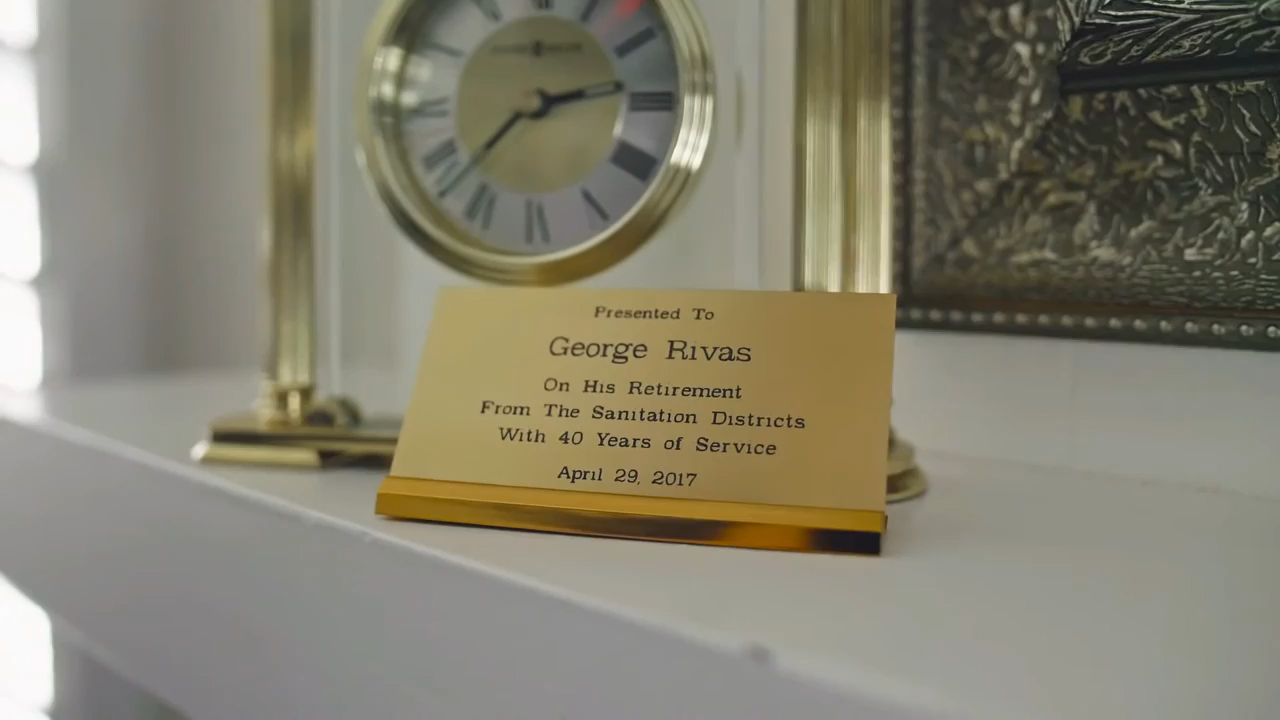 Presented To
George Rivas
On His Retirement
From The Sanitation Districts
With 40 Years of Service
April 29, 2017